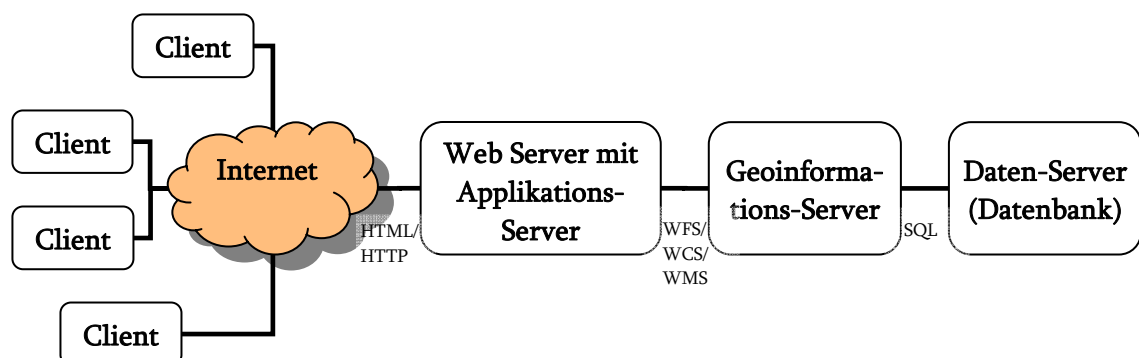 Client
Client
Client
Client
Internet
HTML/
HTTP
Web Server mit
Applikations-
Server
WFS/
WCS/
WMS
Geoinforma-
tions-Server
SQL
Daten-Server
(Datenbank)